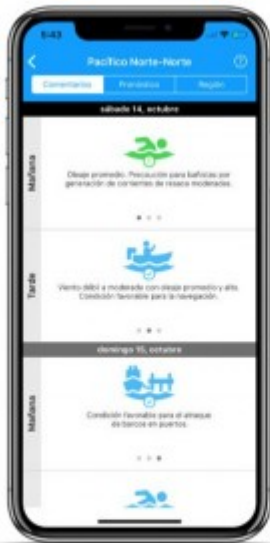 5:43
Pacífico Norte-Norte
Comentarios Pronóstico Región
sábado 14, octubre
Mañana
Oleaje promedio. Precaución para bañistas por
generación de corrientes de resaca moderadas.
Tarde
Viento débil a moderado con oleaje promedio y alto.
Condición favorable para la navegación.
domingo 15, octubre
Mañana
Condición favorable para el atraque
de barcos en puertos.